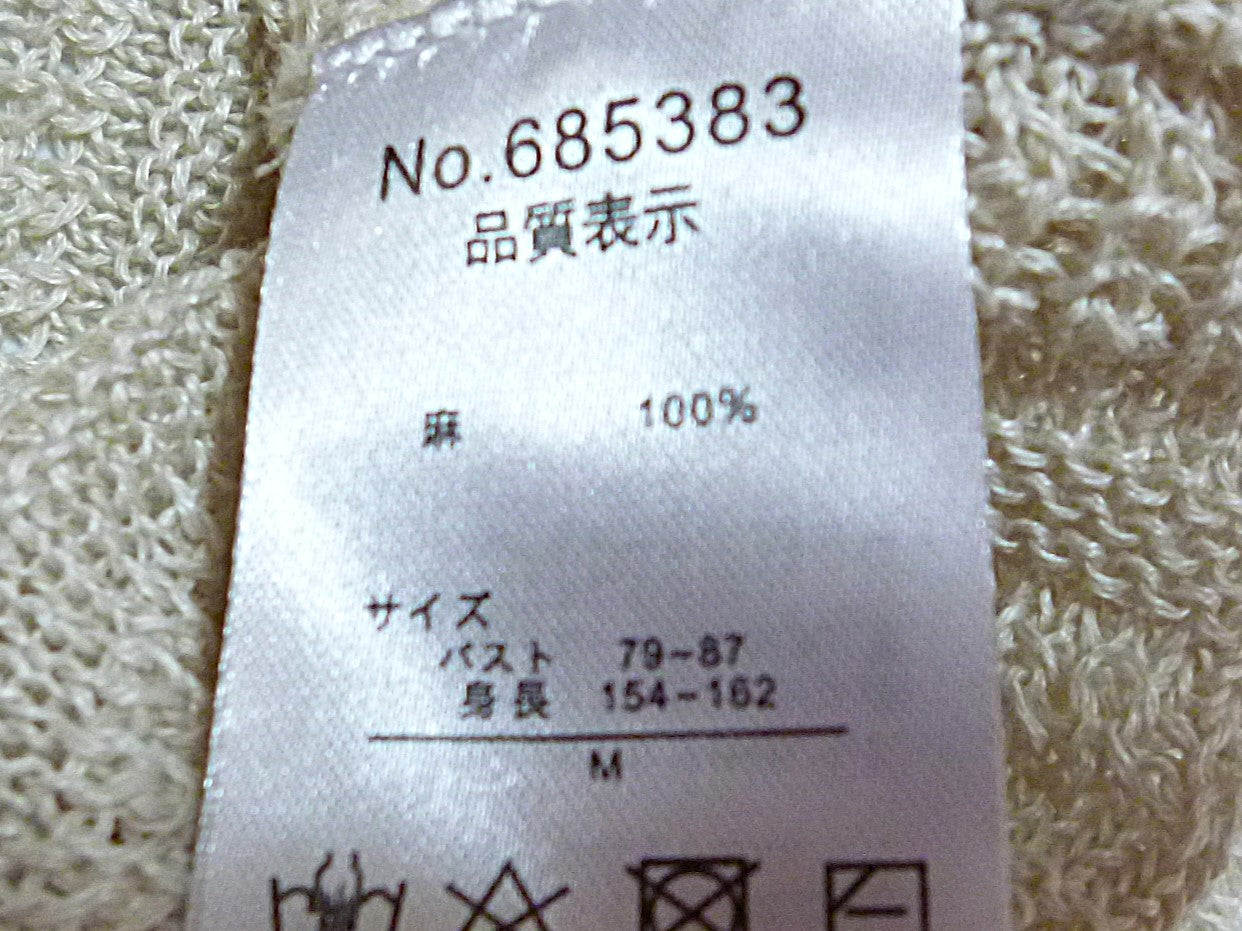 No.685383
品質表示
麻 100%
サイズ
バスト 79-87
身長 154-162
M